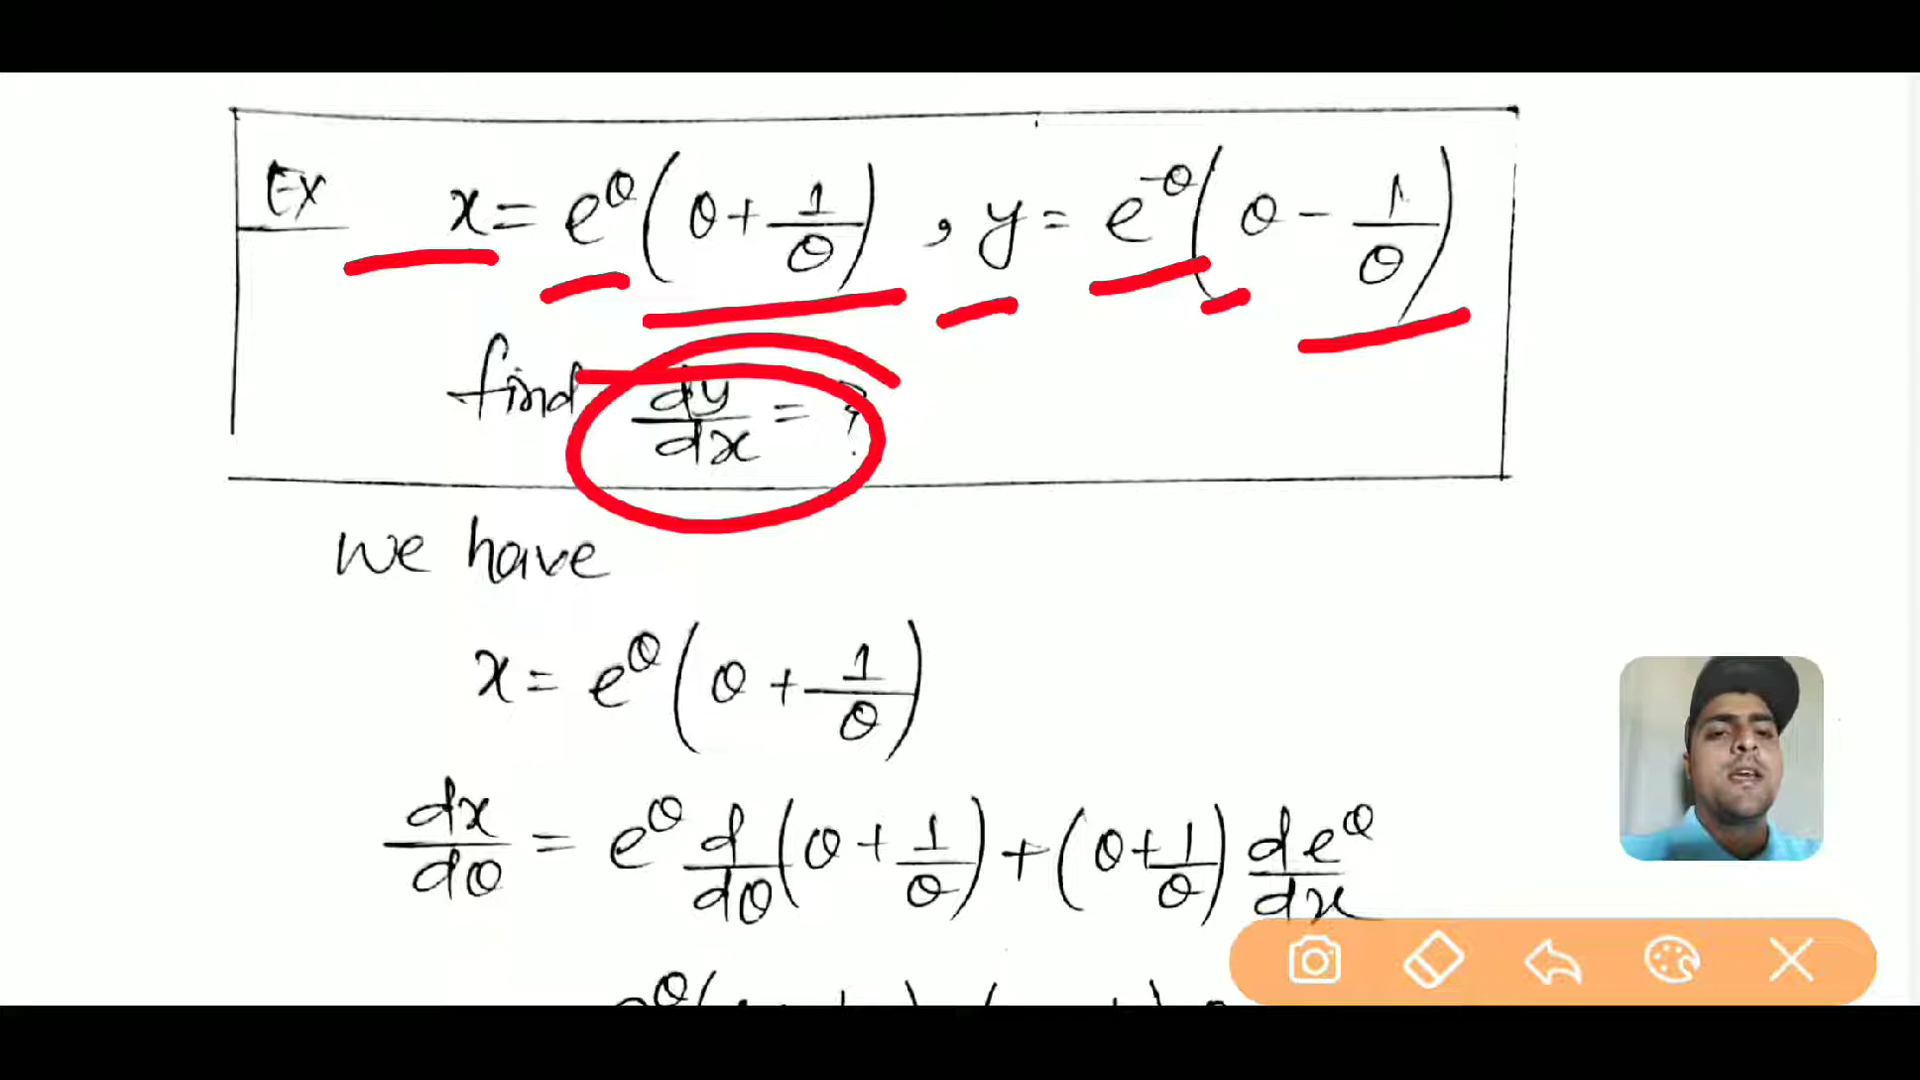 Ex x = e^θ (θ + 1/θ) , y = e^-θ (θ - 1/θ)
find dy/dx = ?
we have
x = e^θ (θ + 1/θ)
dx/dθ = e^θ d/dθ (θ + 1/θ) + (θ + 1/θ) de^θ/dx